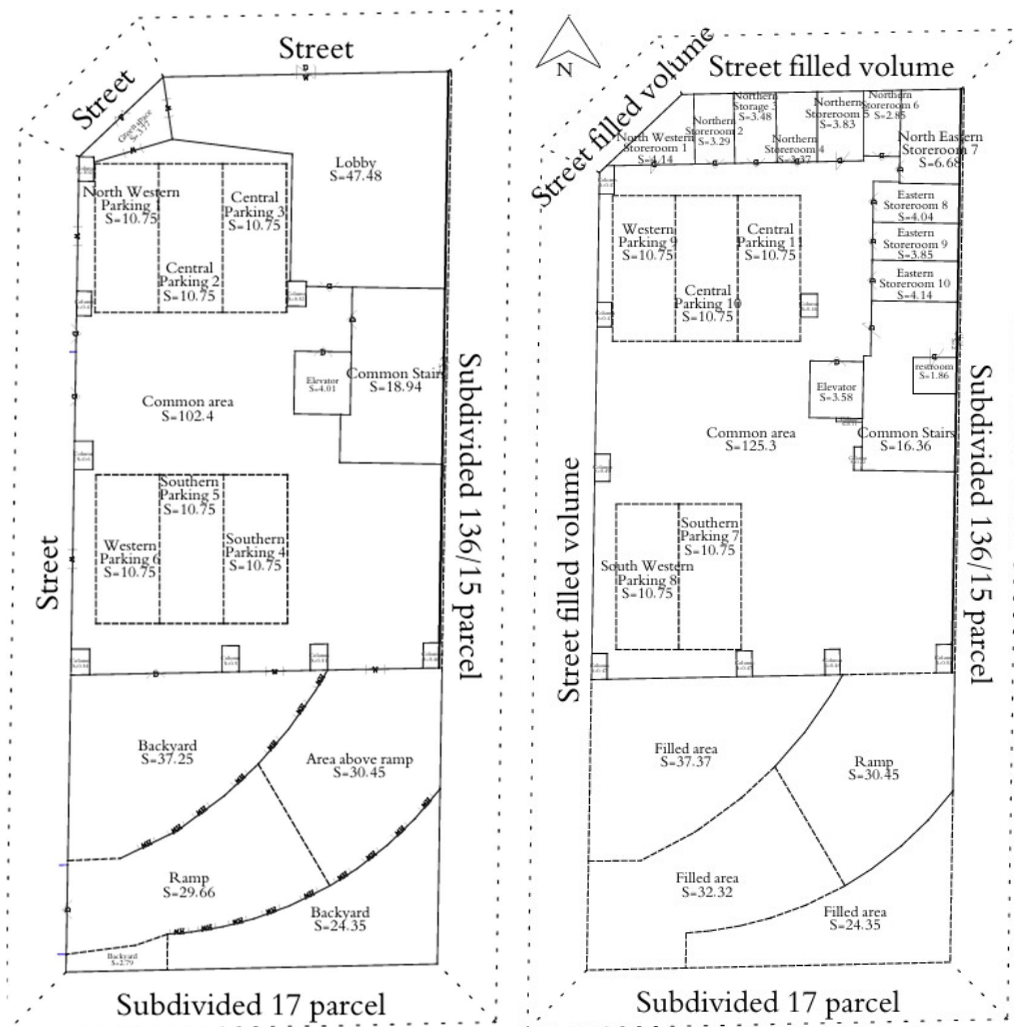 Street
Street
Lobby
S=47.48
North Western
Parking 1
S=10.75
Central
Parking 3
S=10.75
Central
Parking 2
S=10.75
Elevator
S=4.01
Common Stairs
S=18.94
Common area
S=102.4
Southern
Parking 5
S=10.75
Western
Parking 6
S=10.75
Southern
Parking 4
S=10.75
Street
Subdivided 136/15 parcel
Backyard
S=37.25
Area above ramp
S=30.45
Ramp
S=29.66
Backyard
S=24.35
Backyard
S=2.79
Subdivided 17 parcel
N
Street filled volume
Street filled volume
North Western
Storeroom 1
S=4.14
Northern
Storeroom 2
S=3.29
Northern
Storage 3
S=3.48
Northern
Storeroom 4
S=3.37
Northern
Storeroom 5
S=3.83
Northern
Storeroom 6
S=2.85
North Eastern
Storeroom 7
S=6.68
Eastern
Storeroom 8
S=4.04
Eastern
Storeroom 9
S=3.85
Eastern
Storeroom 10
S=4.14
Western
Parking 9
S=10.75
Central
Parking 11
S=10.75
Central
Parking 10
S=10.75
restroom
S=1.86
Elevator
S=3.58
Common Stairs
S=16.36
Common area
S=125.3
Southern
Parking 7
S=10.75
South Western
Parking 8
S=10.75
Street filled volume
Subdivided 136/15 parcel
Filled area
S=37.37
Ramp
S=30.45
Filled area
S=32.32
Filled area
S=24.35
Subdivided 17 parcel